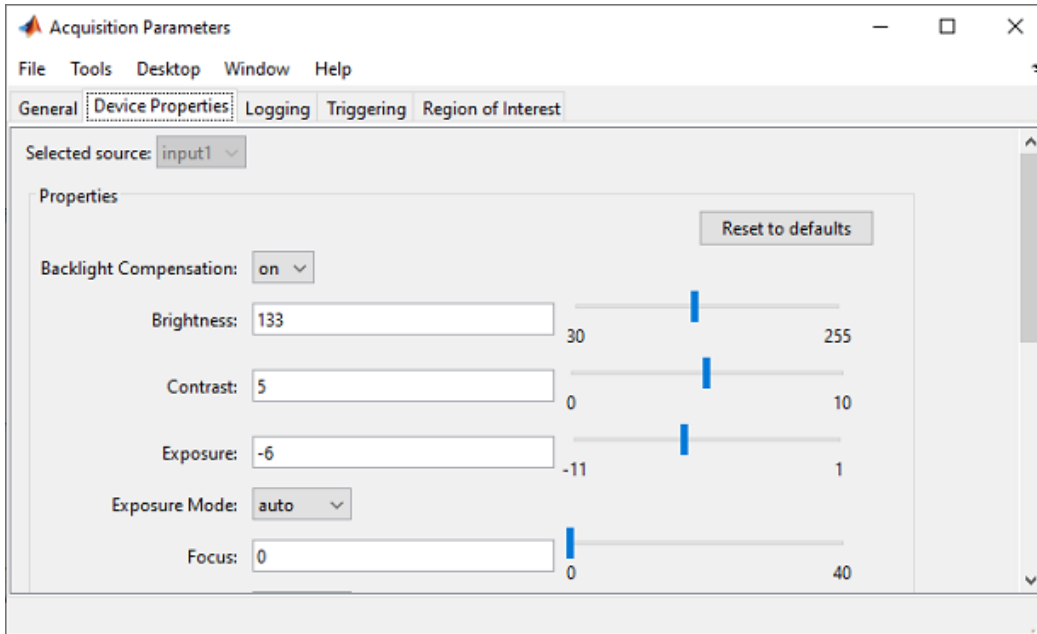 Acquisition Parameters
File Tools Desktop Window Help
General Device Properties Logging Triggering Region of Interest
Selected source: input1
Properties
Reset to defaults
Backlight Compensation: on
Brightness: 133
30 255
Contrast: 5
0 10
Exposure: -6
-11 1
Exposure Mode: auto
Focus: 0
0 40